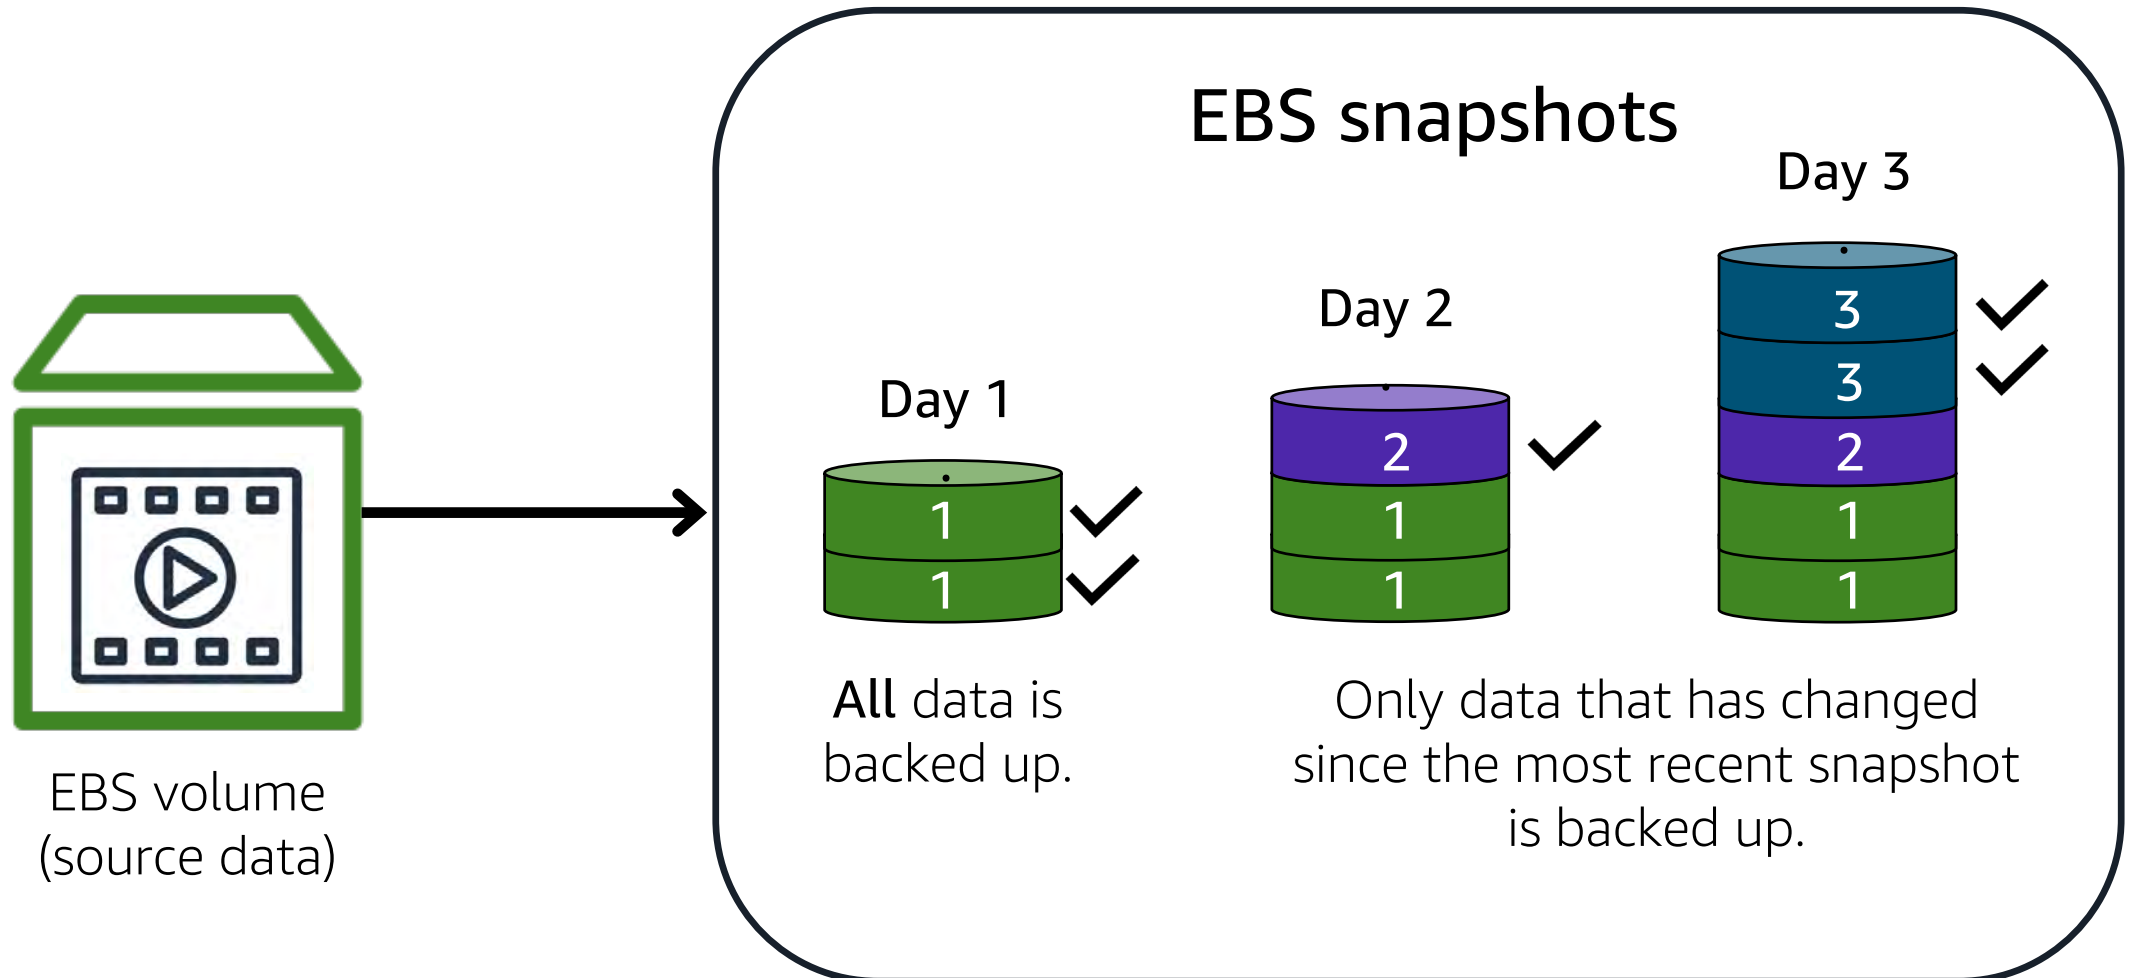 EBS snapshots
Day 1
1
1
All data is
backed up.
Day 2
2
1
1
Day 3
3
3
2
1
1
Only data that has changed
since the most recent snapshot
is backed up.
EBS volume
(source data)